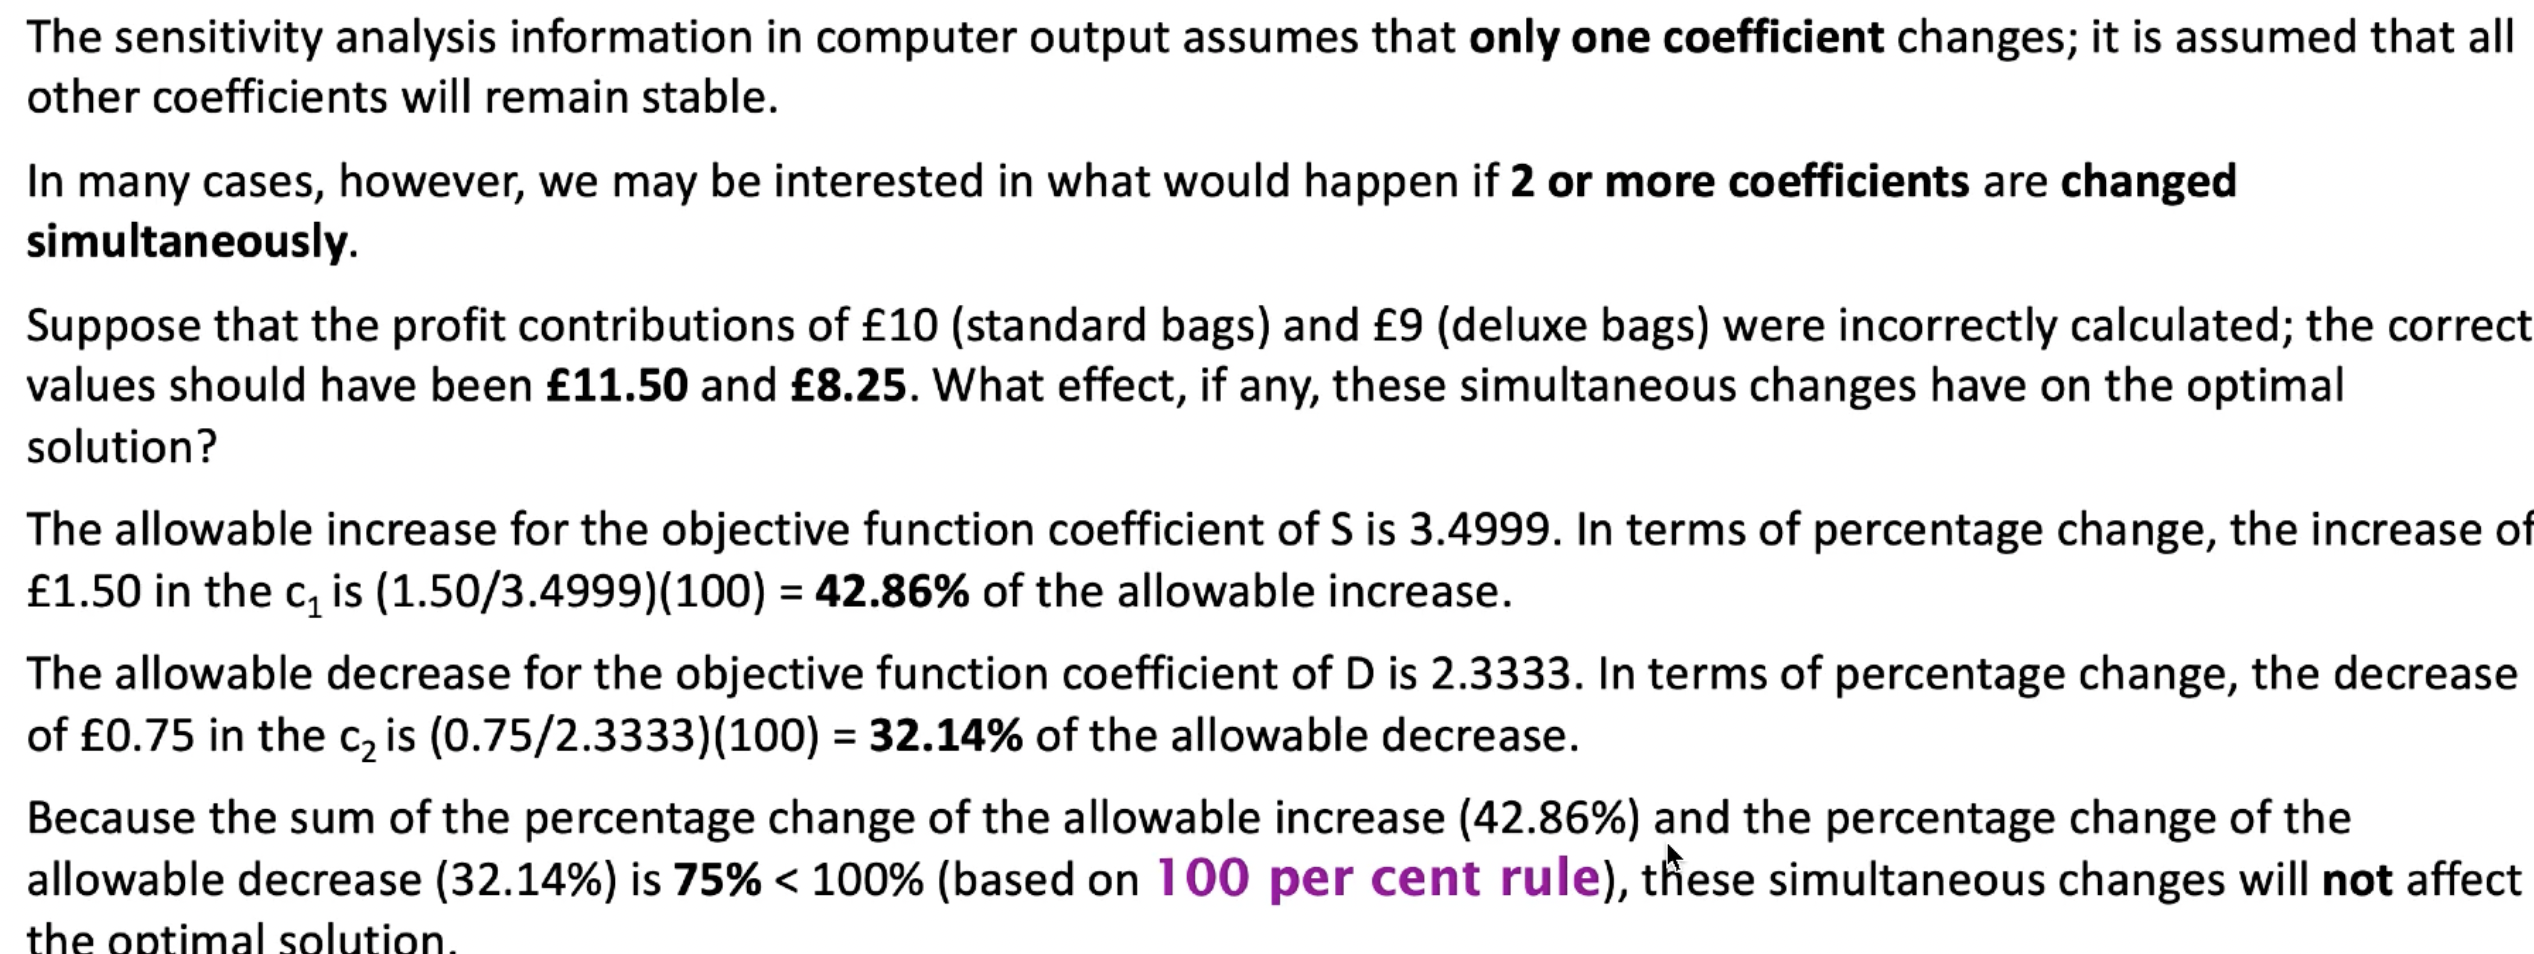 The sensitivity analysis information in computer output assumes that only one coefficient changes; it is assumed that all
other coefficients will remain stable.
In many cases, however, we may be interested in what would happen if 2 or more coefficients are changed
simultaneously.
Suppose that the profit contributions of £10 (standard bags) and £9 (deluxe bags) were incorrectly calculated; the correct
values should have been £11.50 and £8.25. What effect, if any, these simultaneous changes have on the optimal
solution?
The allowable increase for the objective function coefficient of S is 3.4999. In terms of percentage change, the increase of
£1.50 in the c₁ is (1.50/3.4999)(100) = 42.86% of the allowable increase.
The allowable decrease for the objective function coefficient of D is 2.3333. In terms of percentage change, the decrease
of £0.75 in the c₂ is (0.75/2.3333)(100) = 32.14% of the allowable decrease.
Because the sum of the percentage change of the allowable increase (42.86%) and the percentage change of the
allowable decrease (32.14%) is 75% < 100% (based on 100 per cent rule), these simultaneous changes will not affect
the optimal solution.